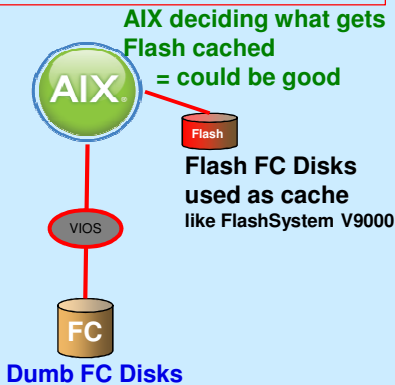 AIX deciding what gets
Flash cached
= could be good
AIX
Flash
Flash FC Disks
used as cache
like FlashSystem V9000
VIOS
FC
Dumb FC Disks